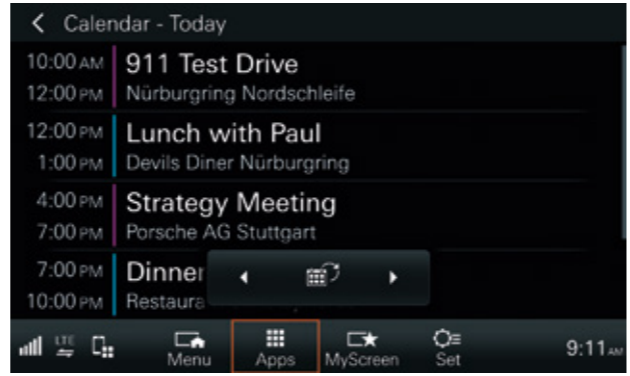 Calendar - Today
10:00 AM 911 Test Drive
12:00 PM Nürburgring Nordschleife
12:00 PM Lunch with Paul
1:00 PM Devils Diner Nürburgring
4:00 PM Strategy Meeting
7:00 PM Porsche AG Stuttgart
7:00 PM Dinner
10:00 PM Restaura
LTE Menu Apps MyScreen Set 9:11 AM